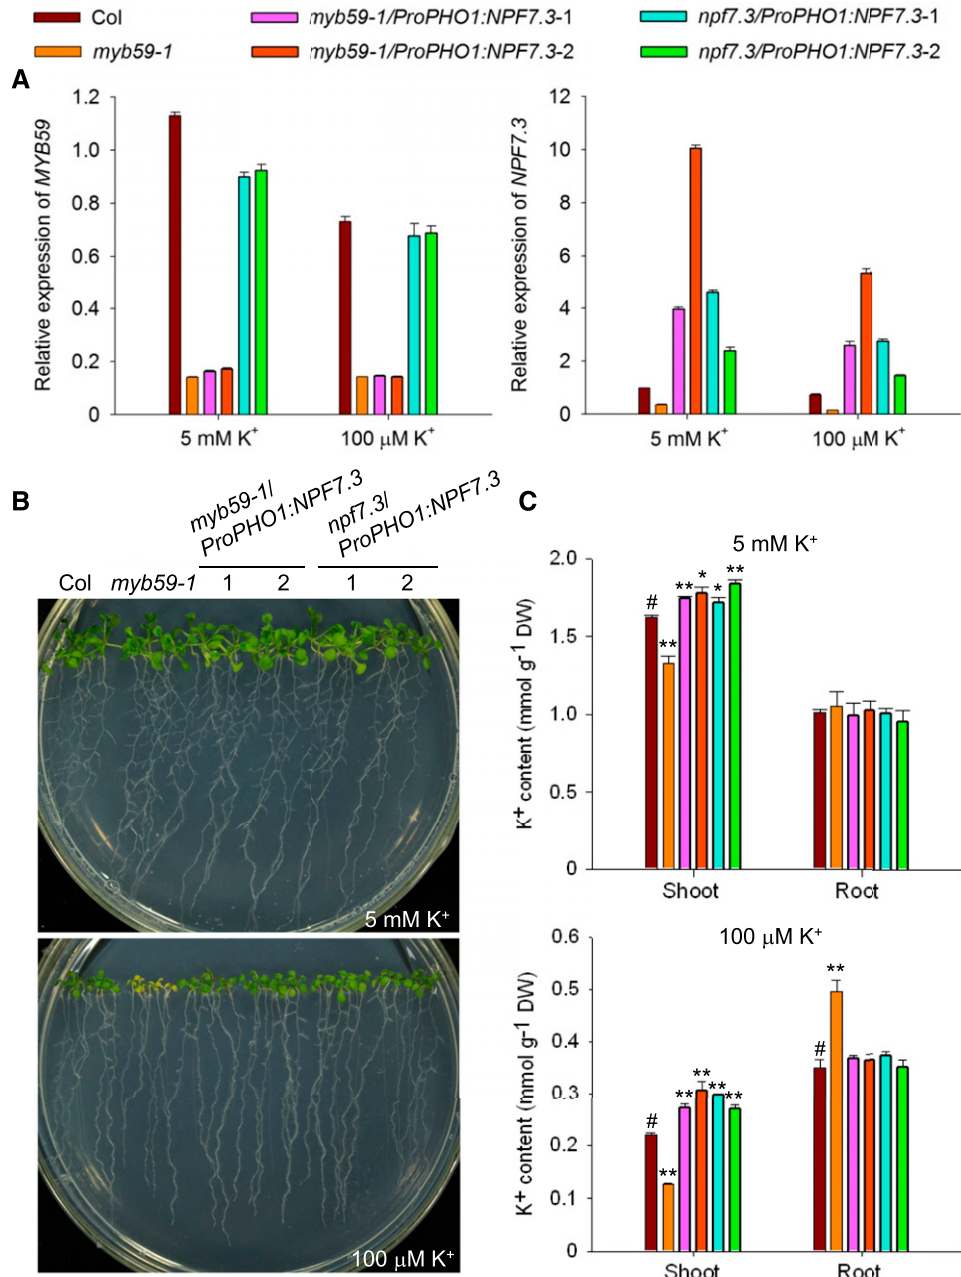 Col
myb59-1/ProPHO1:NPF7.3-1
npf7.3/ProPHO1:NPF7.3-1
myb59-1
myb59-1/ProPHO1:NPF7.3-2
npf7.3/ProPHO1:NPF7.3-2
A
Relative expression of MYB59
1.2
1.0
0.8
0.6
0.4
0.2
0
5 mM K⁺
100 μM K⁺
Relative expression of NPF7.3
12
10
8
6
4
2
0
5 mM K⁺
100 μM K⁺
B
myb59-1/
ProPHO1:NPF7.3
npf7.3/
ProPHO1:NPF7.3
Col myb59-1 1 2 1 2
5 mM K⁺
100 μM K⁺
C
5 mM K⁺
K⁺ content (mmol g⁻¹ DW)
2.0
1.5
1.0
0.5
0
# ** ** * * **
Shoot
Root
100 μM K⁺
K⁺ content (mmol g⁻¹ DW)
0.6
0.5
0.4
0.3
0.2
0.1
0
# ** ** ** ** **
# **
Shoot
Root